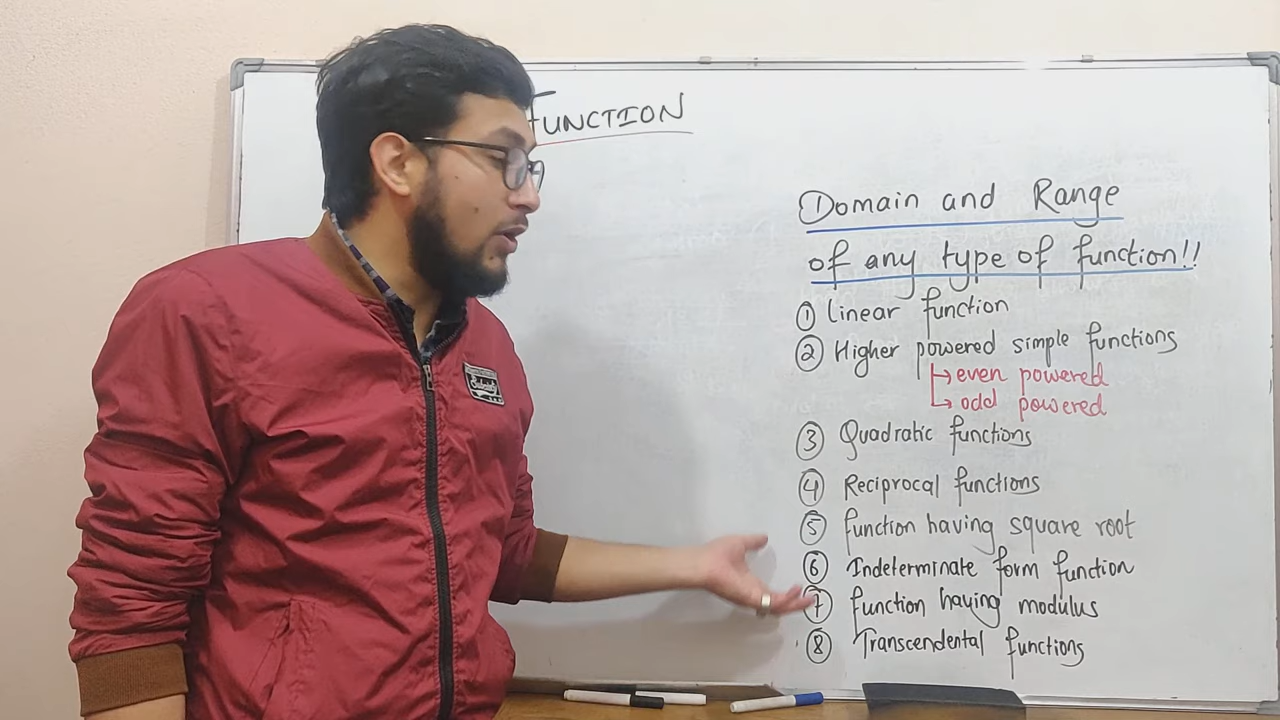 FUNCTION
Domain and Range
of any type of function!!
① linear function
② Higher powered simple functions
↳ even powered
↳ odd powered
③ Quadratic functions
④ Reciprocal functions
⑤ function having square root
⑥ Indeterminate form function
⑦ function having modulus
⑧ Transcendental functions